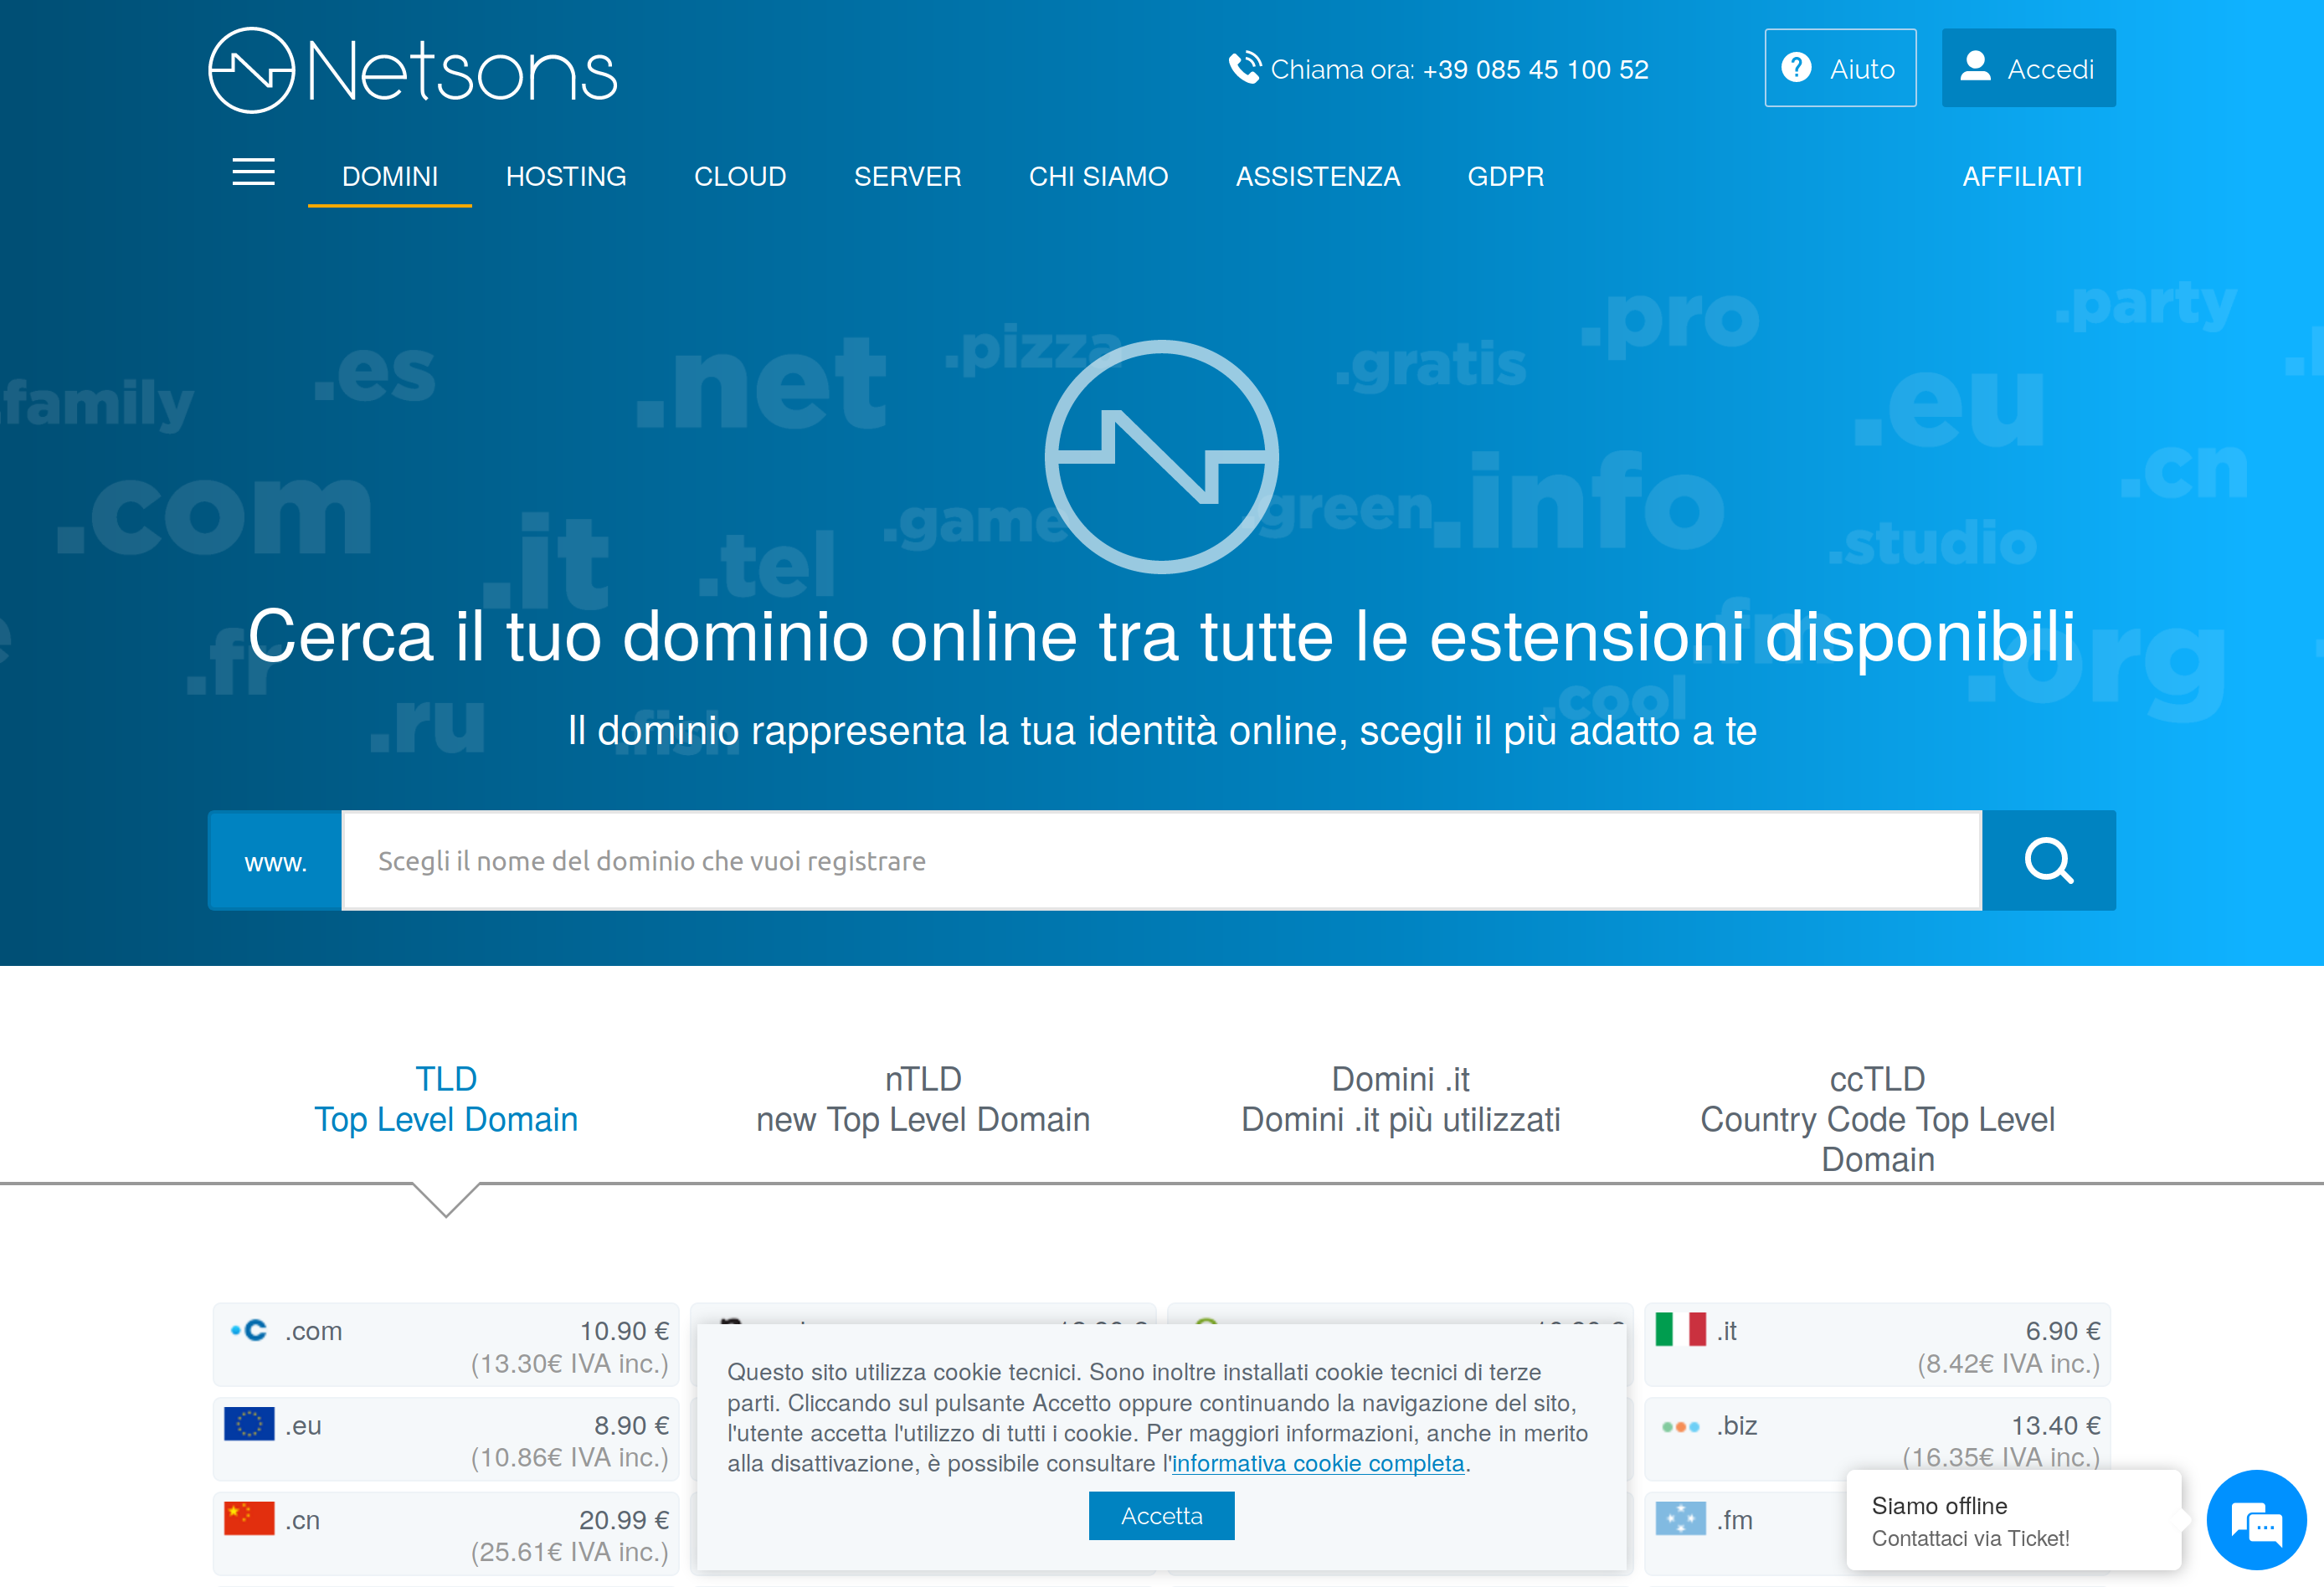 Netsons
Chiama ora: +39 085 45 100 52
Aiuto
Accedi
DOMINI
HOSTING
CLOUD
SERVER
CHI SIAMO
ASSISTENZA
GDPR
AFFILIATI
.pro
.party
.es
.net
.pizza
.gratis
.family
.eu
.com
.it
.tel
.game
green
.info
.cn
.studio
Cerca il tuo dominio online tra tutte le estensioni disponibili
.fr
.fm
.org
.ru
.fish
.cool
Il dominio rappresenta la tua identità online, scegli il più adatto a te
www.
Scegli il nome del dominio che vuoi registrare
TLD
Top Level Domain
nTLD
new Top Level Domain
Domini .it
Domini .it più utilizzati
ccTLD
Country Code Top Level
Domain
.com 10.90 €
(13.30€ IVA inc.)
.it 6.90 €
(8.42€ IVA inc.)
.eu 8.90 €
(10.86€ IVA inc.)
.biz 13.40 €
(16.35€ IVA inc.)
.cn 20.99 €
(25.61€ IVA inc.)
.fm
Questo sito utilizza cookie tecnici. Sono inoltre installati cookie tecnici di terze
parti. Cliccando sul pulsante Accetto oppure continuando la navigazione del sito,
l'utente accetta l'utilizzo di tutti i cookie. Per maggiori informazioni, anche in merito
alla disattivazione, è possibile consultare l'informativa cookie completa.
Accetta
Siamo offline
Contattaci via Ticket!